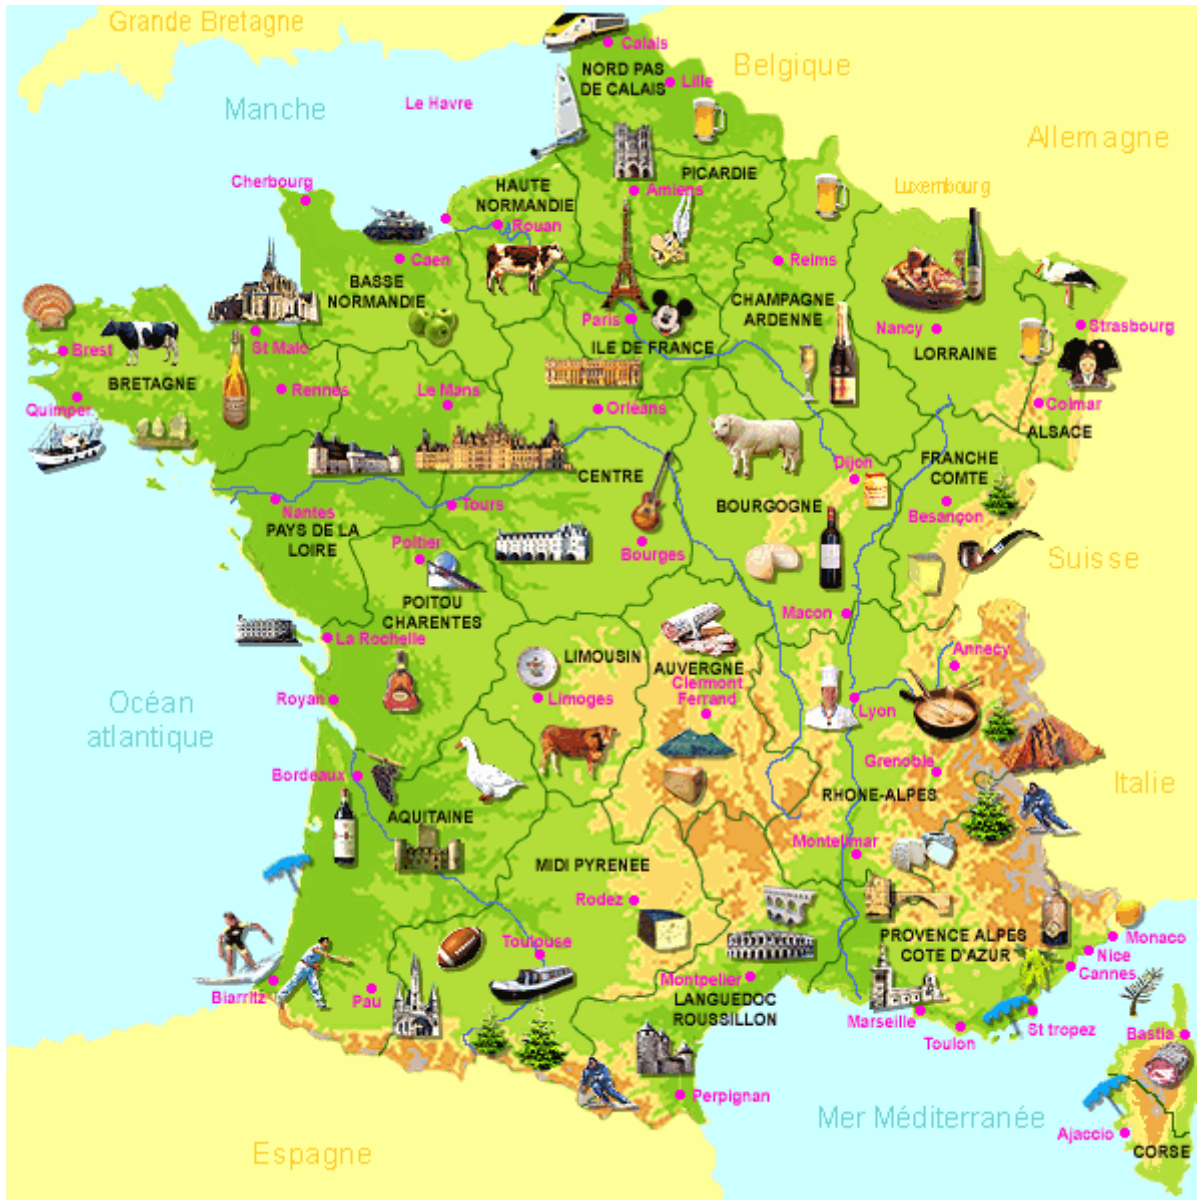 Grande Bretagne
Calais
Belgique
NORD PAS
DE CALAIS
Lille
Manche
Le Havre
Allemagne
PICARDIE
Cherbourg
HAUTE
NORMANDIE
Amiens
Luxembourg
Rouan
Caen
Reims
BASSE
NORMANDIE
CHAMPAGNE
ARDENNE
Paris
Nancy
Strasbourg
St Malo
ILE DE FRANCE
LORRAINE
Brest
BRETAGNE
Rennes
Le Mans
Quimper
Orléans
Colmar
ALSACE
CENTRE
Dijon
FRANCHE
COMTE
Nantes
Tours
BOURGOGNE
Besançon
PAYS DE LA
LOIRE
Poitier
Bourges
Suisse
POITOU
CHARENTES
Macon
La Rochelle
LIMOUSIN
AUVERGNE
Annecy
Océan
atlantique
Royan
Limoges
Clermont
Ferrand
Lyon
Bordeaux
Grenoble
Italie
RHONE-ALPES
AQUITAINE
MIDI PYRENEE
Montelimar
Rodez
PROVENCE ALPES
COTE D'AZUR
Monaco
Toulouse
Nice
Cannes
Biarritz
Pau
Montpelier
LANGUEDOC
ROUSSILLON
Marseille
St tropez
Toulon
Bastia
Perpignan
Mer Méditerranée
Ajaccio
Espagne
CORSE